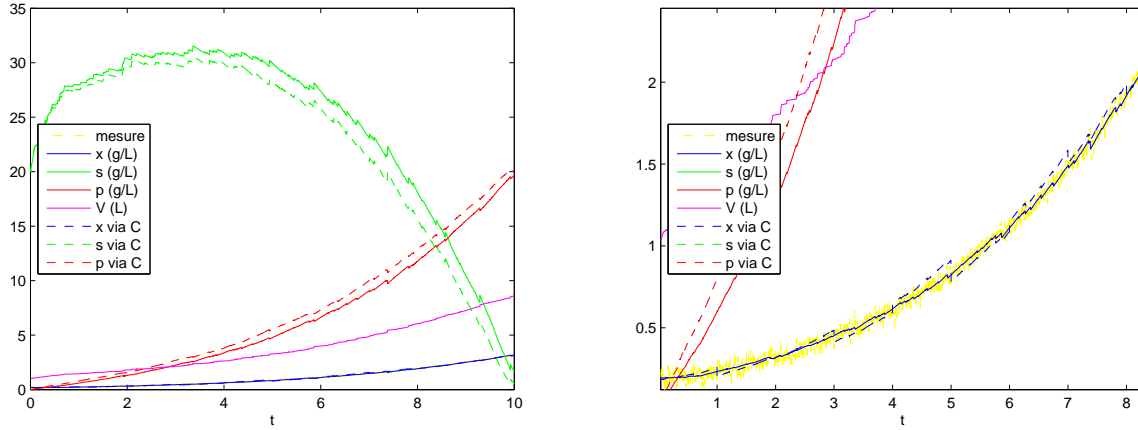 35
30
25
20
15
10
5
0
mesure
x (g/L)
s (g/L)
p (g/L)
V (L)
x via C
s via C
p via C
0 2 4 6 8 10
t
2
1.5
1
0.5
mesure
x (g/L)
s (g/L)
p (g/L)
V (L)
x via C
s via C
p via C
1 2 3 4 5 6 7 8
t